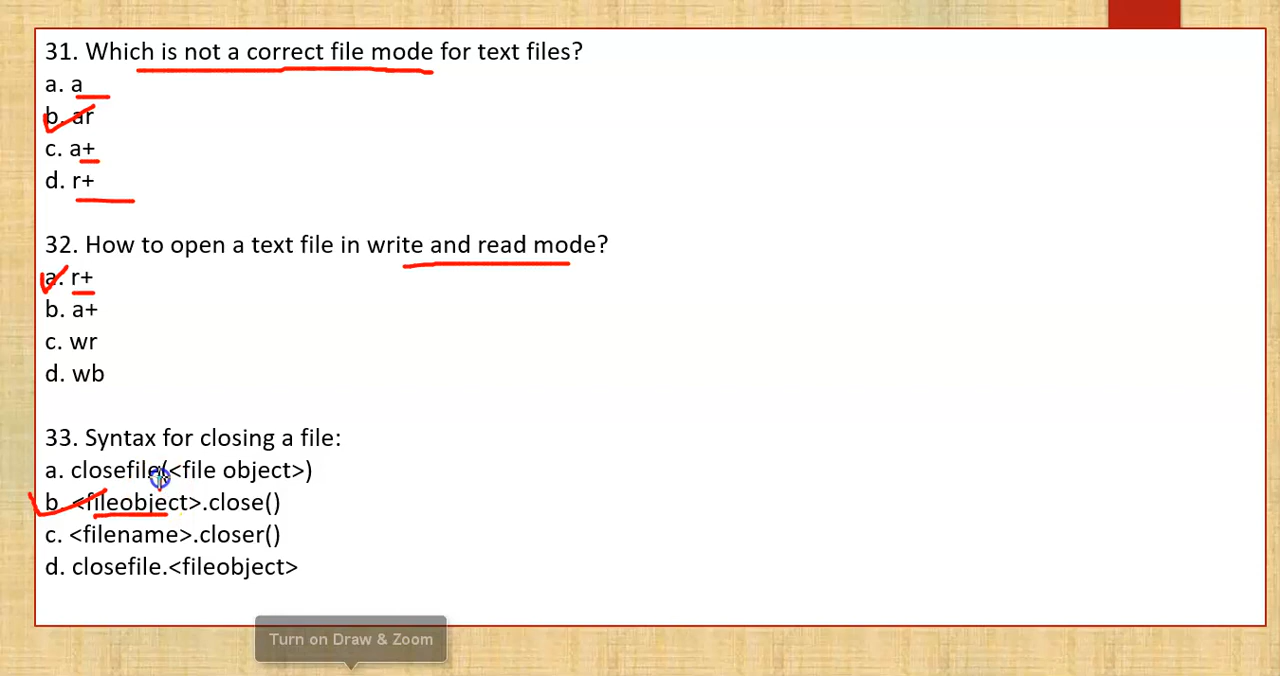 31. Which is not a correct file mode for text files?
a. a
b. ar
c. a+
d. r+
32. How to open a text file in write and read mode?
a. r+
b. a+
c. wr
d. wb
33. Syntax for closing a file:
a. closefile(<file object>)
b. <fileobject>.close()
c. <filename>.closer()
d. closefile.<fileobject>
Turn on Draw & Zoom